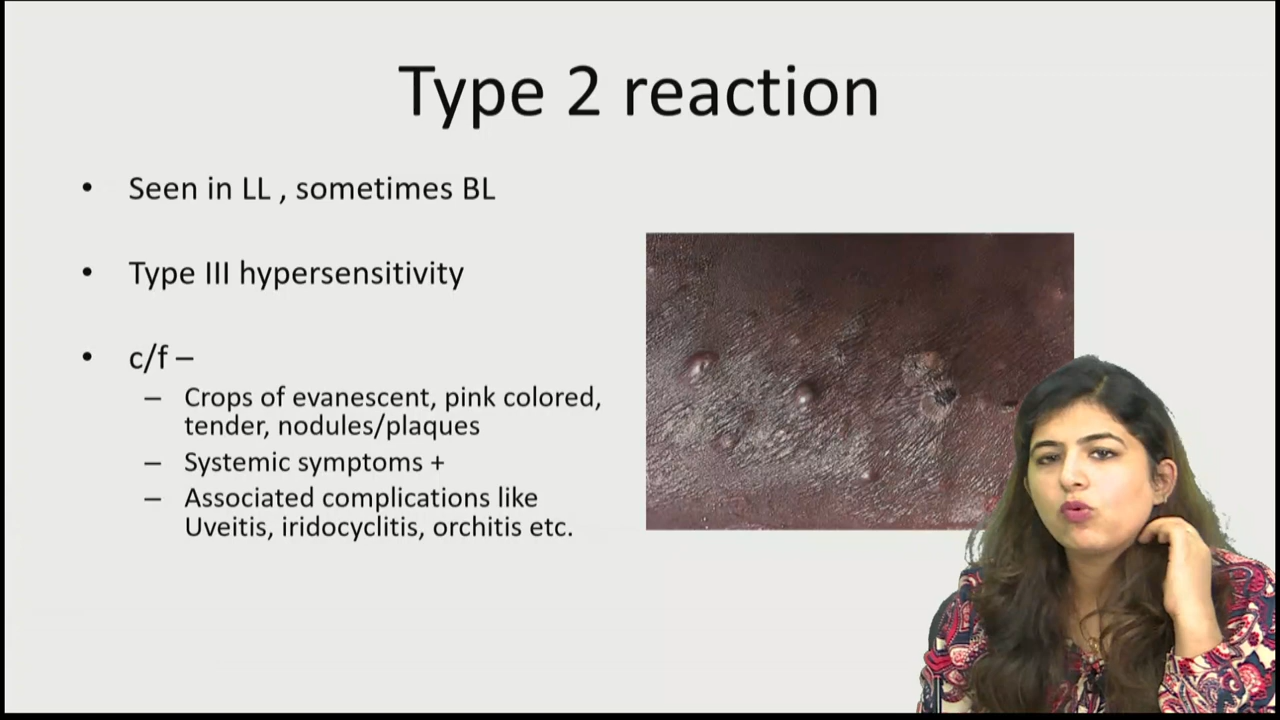 Type 2 reaction
• Seen in LL , sometimes BL
• Type III hypersensitivity
• c/f –
– Crops of evanescent, pink colored,
tender, nodules/plaques
– Systemic symptoms +
– Associated complications like
Uveitis, iridocyclitis, orchitis etc.